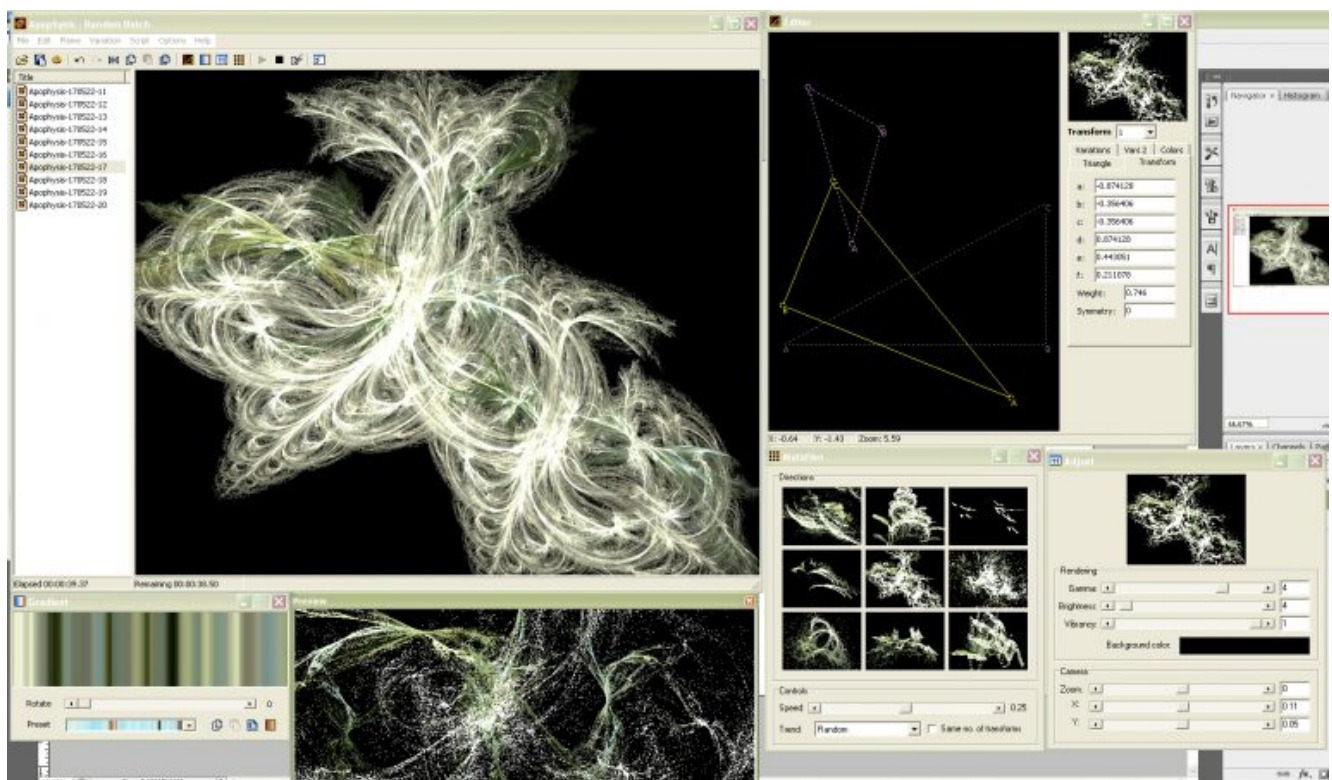 Apophysis - Random Batch
File Edit Flame Variation Script Options Help
Title
Apophysis-170522-11
Apophysis-170522-12
Apophysis-170522-13
Apophysis-170522-14
Apophysis-170522-15
Apophysis-170522-16
Apophysis-170522-17
Apophysis-170522-18
Apophysis-170522-19
Apophysis-170522-20
Elapsed 00:00:09.37 Remaining 00:00:38.50
Editor
Transform: 1
Variations Vars 2 Colors
Triangle Transform
a: -0.874128
b: -0.356406
c: -0.356406
d: 0.874128
e: 0.443051
f: 0.211878
Weight: 0.746
Symmetry: 0
X: -0.64 Y: -1.43 Zoom: 5.59
Navigator x Histogram
66.67%
Layers x Channels
Gradient
Rotate 0
Preset
Preview
Mutation
Directions
Controls
Speed 0.25
Trend: Random Same no. of transforms
Adjust
Rendering
Gamma: 4
Brightness: 4
Vibrancy: 1
Background color:
Camera
Zoom: 0
X: 0.11
Y: 0.05